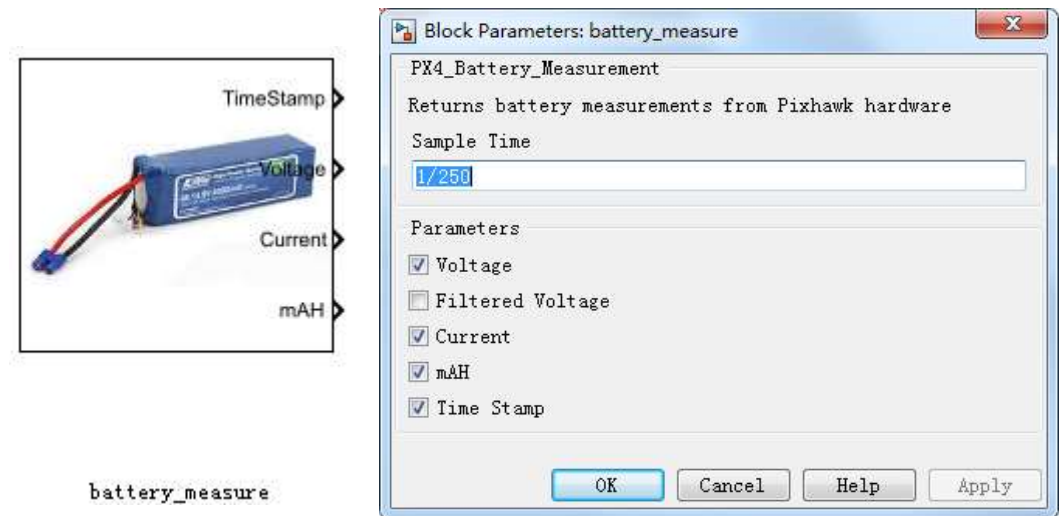 TimeStamp
Voltage
Current
mAH
battery_measure
Block Parameters: battery_measure
PX4_Battery_Measurement
Returns battery measurements from Pixhawk hardware
Sample Time
1/250
Parameters
Voltage
Filtered Voltage
Current
mAH
Time Stamp
OK
Cancel
Help
Apply